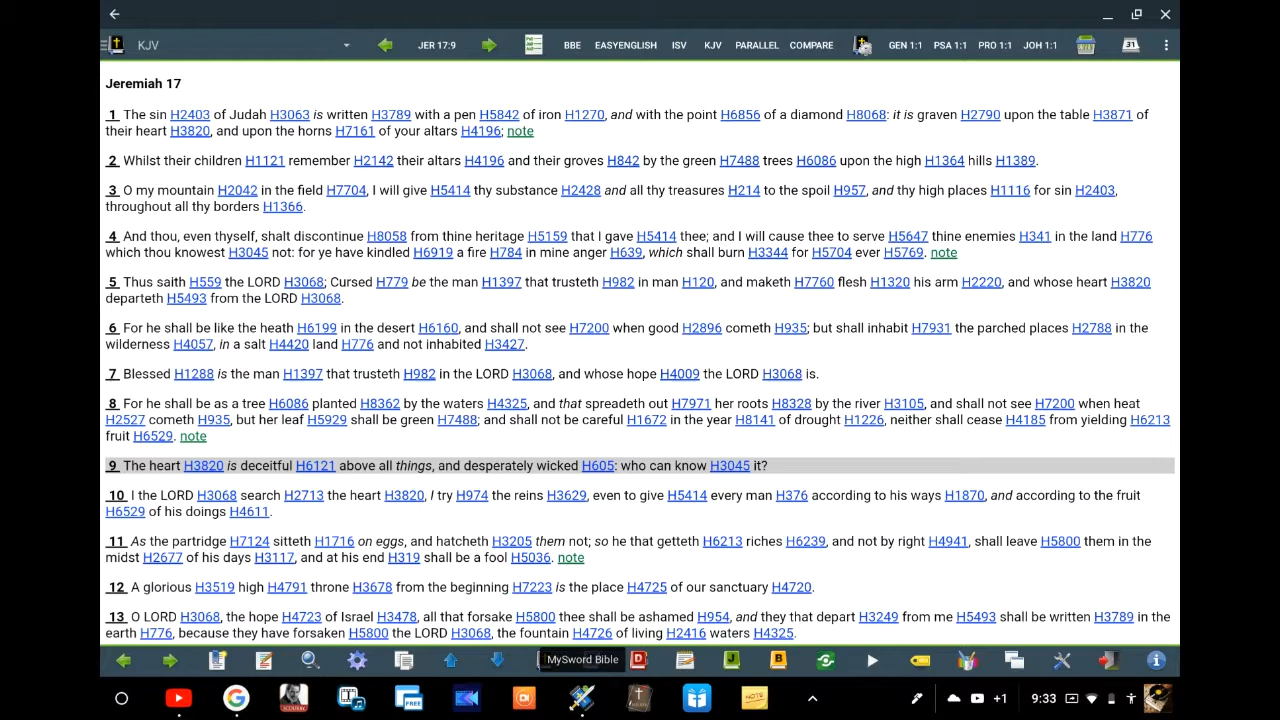 KJV JER 17:9 BBE EASYENGLISH ISV KJV PARALLEL COMPARE GEN 1:1 PSA 1:1 PRO 1:1 JOH 1:1 31
Jeremiah 17
1 The sin H2403 of Judah H3063 is written H3789 with a pen H5842 of iron H1270, and with the point H6856 of a diamond H8068: it is graven H2790 upon the table H3871 of
their heart H3820, and upon the horns H7161 of your altars H4196; note
2 Whilst their children H1121 remember H2142 their altars H4196 and their groves H842 by the green H7488 trees H6086 upon the high H1364 hills H1389.
3 O my mountain H2042 in the field H7704, I will give H5414 thy substance H2428 and all thy treasures H214 to the spoil H957, and thy high places H1116 for sin H2403,
throughout all thy borders H1366.
4 And thou, even thyself, shalt discontinue H8058 from thine heritage H5159 that I gave H5414 thee; and I will cause thee to serve H5647 thine enemies H341 in the land H776
which thou knowest H3045 not: for ye have kindled H6919 a fire H784 in mine anger H639, which shall burn H3344 for H5704 ever H5769. note
5 Thus saith H559 the LORD H3068; Cursed H779 be the man H1397 that trusteth H982 in man H120, and maketh H7760 flesh H1320 his arm H2220, and whose heart H3820
departeth H5493 from the LORD H3068.
6 For he shall be like the heath H6199 in the desert H6160, and shall not see H7200 when good H2896 cometh H935; but shall inhabit H7931 the parched places H2788 in the
wilderness H4057, in a salt H4420 land H776 and not inhabited H3427.
7 Blessed H1288 is the man H1397 that trusteth H982 in the LORD H3068, and whose hope H4009 the LORD H3068 is.
8 For he shall be as a tree H6086 planted H8362 by the waters H4325, and that spreadeth out H7971 her roots H8328 by the river H3105, and shall not see H7200 when heat
H2527 cometh H935, but her leaf H5929 shall be green H7488; and shall not be careful H1672 in the year H8141 of drought H1226, neither shall cease H4185 from yielding H6213
fruit H6529. note
9 The heart H3820 is deceitful H6121 above all things, and desperately wicked H605: who can know H3045 it?
10 I the LORD H3068 search H2713 the heart H3820, I try H974 the reins H3629, even to give H5414 every man H376 according to his ways H1870, and according to the fruit
H6529 of his doings H4611.
11 As the partridge H7124 sitteth H1716 on eggs, and hatcheth H3205 them not; so he that getteth H6213 riches H6239, and not by right H4941, shall leave H5800 them in the
midst H2677 of his days H3117, and at his end H319 shall be a fool H5036. note
12 A glorious H3519 high H4791 throne H3678 from the beginning H7223 is the place H4725 of our sanctuary H4720.
13 O LORD H3068, the hope H4723 of Israel H3478, all that forsake H5800 thee shall be ashamed H954, and they that depart H3249 from me H5493 shall be written H3789 in the
earth H776, because they have forsaken H5800 the LORD H3068, the fountain H4726 of living H2416 waters H4325.
MySword Bible D J B
FREE NOTE +1 9:33